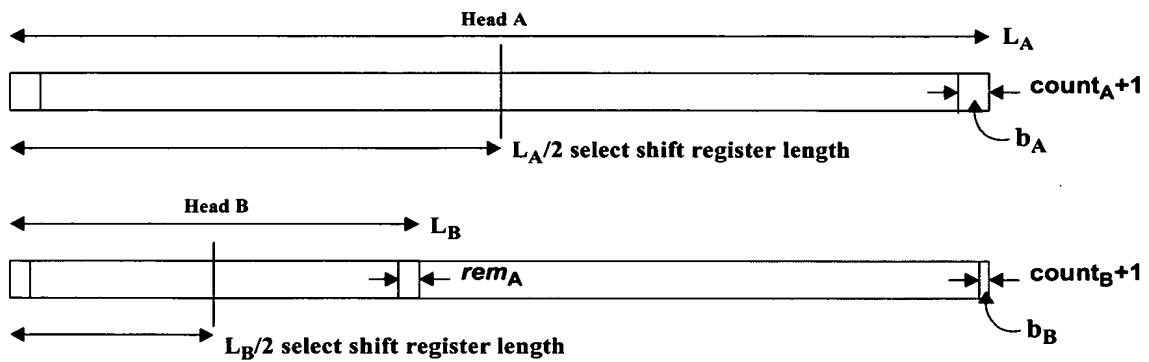 Head A
L_A
count_A+1
b_A
L_A/2 select shift register length
Head B
L_B
rem_A
count_B+1
b_B
L_B/2 select shift register length